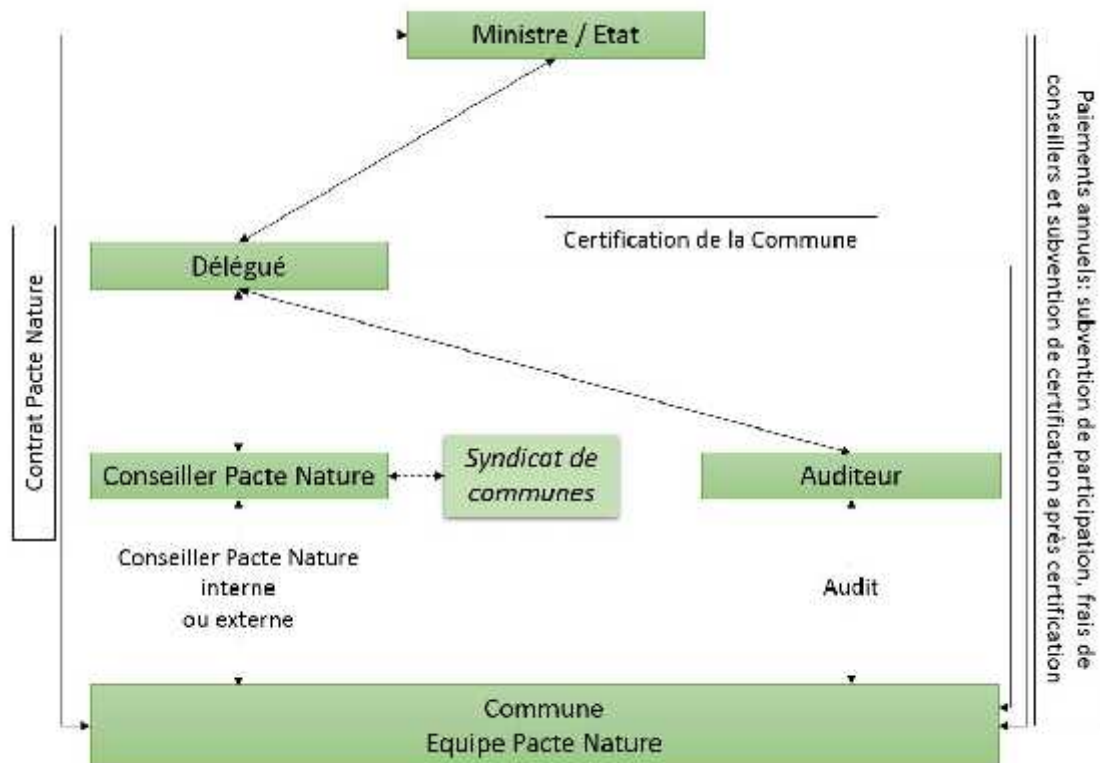 Ministre / Etat
Certification de la Commune
Délégué
Contrat Pacte Nature
Conseiller Pacte Nature
Syndicat de
communes
Auditeur
Conseiller Pacte Nature
interne
ou externe
Audit
Commune
Equipe Pacte Nature
Paiements annuels: subvention de participation, frais de
conseillers et subvention de certification après certification